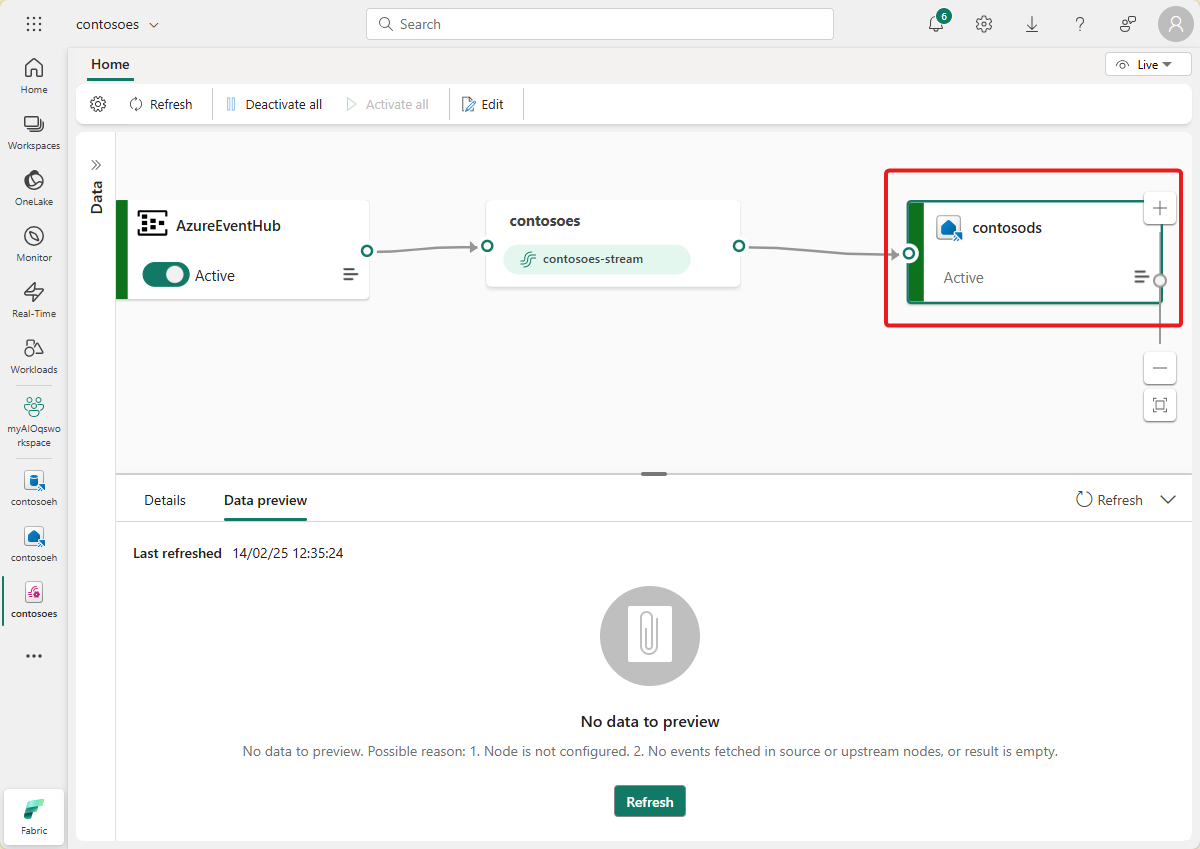 contosoes
Search
6
Home
Live
Refresh
Deactivate all
Activate all
Edit
Home
Workspaces
OneLake
Monitor
Real-Time
Workloads
myAIOqswo
rkspace
contosoeh
contosoeh
contosoes
Fabric
Data
AzureEventHub
Active
contosoes
contosoes-stream
contosods
Active
Details
Data preview
Refresh
Last refreshed 14/02/25 12:35:24
No data to preview
No data to preview. Possible reason: 1. Node is not configured. 2. No events fetched in source or upstream nodes, or result is empty.
Refresh